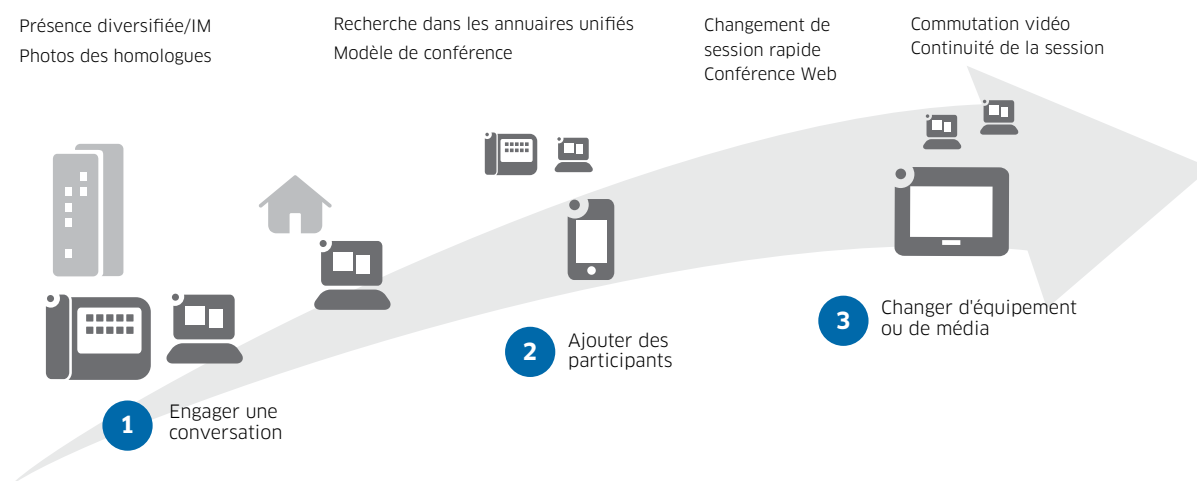 Présence diversifiée/IM
Photos des homologues
Recherche dans les annuaires unifiés
Modèle de conférence
Changement de
session rapide
Conférence Web
Commutation vidéo
Continuité de la session
1
Engager une
conversation
2
Ajouter des
participants
3
Changer d'équipement
ou de média